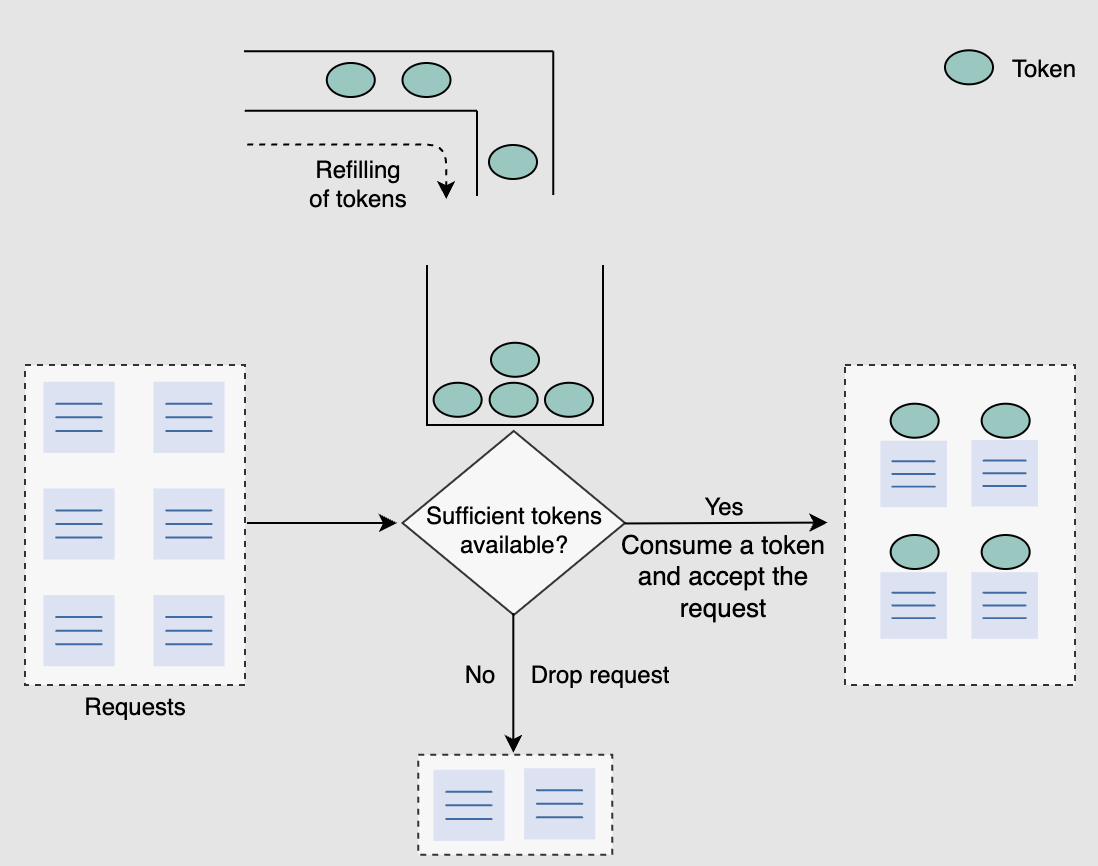 Token
Refilling
of tokens
Sufficient tokens
available?
Yes
Consume a token
and accept the
request
No
Drop request
Requests